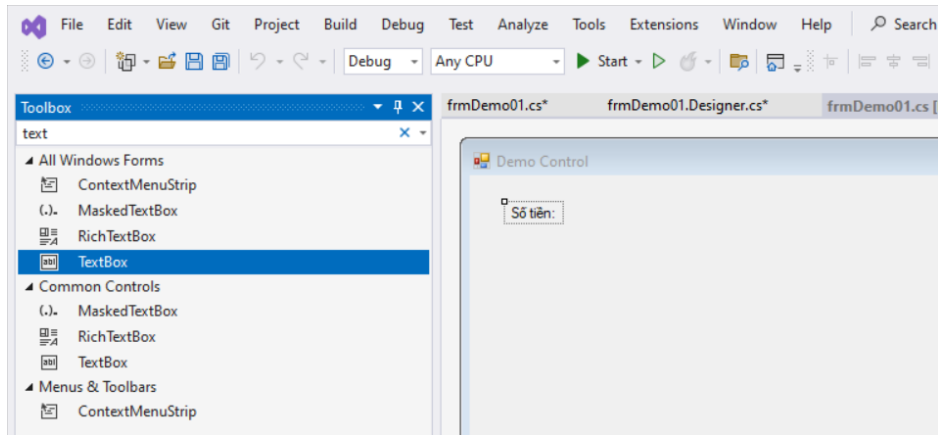 File Edit View Git Project Build Debug Test Analyze Tools Extensions Window Help Search
Debug Any CPU Start
Toolbox
frmDemo01.cs* frmDemo01.Designer.cs* frmDemo01.cs [
text
All Windows Forms
ContextMenuStrip
MaskedTextBox
RichTextBox
TextBox
Common Controls
MaskedTextBox
RichTextBox
TextBox
Menus & Toolbars
ContextMenuStrip
Demo Control
Số tiền: